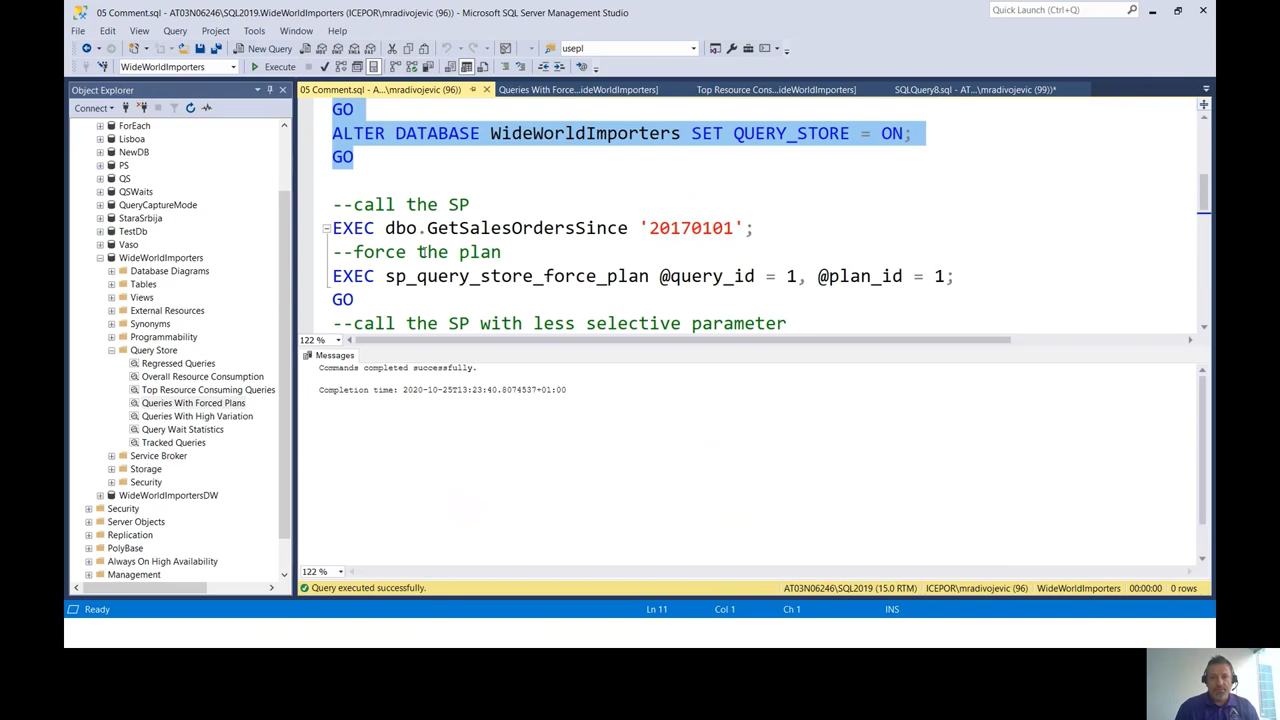 05 Comment.sql - AT03N06246\SQL2019.WideWorldImporters (ICEPOR\mradivojevic (96)) - Microsoft SQL Server Management Studio
Quick Launch (Ctrl+Q)
File Edit View Query Project Tools Window Help
New Query
usepl
WideWorldImporters
Execute
Object Explorer
05 Comment.sql - A...\mradivojevic (96))
Queries With Force...ideWorldImporters]
Top Resource Cons...ideWorldImporters]
SQLQuery8.sql - AT...\mradivojevic (99))*
Connect
ForEach
Lisboa
NewDB
PS
QS
QSWaits
QueryCaptureMode
StaraSrbija
TestDb
Vaso
WideWorldImporters
Database Diagrams
Tables
Views
External Resources
Synonyms
Programmability
Query Store
Regressed Queries
Overall Resource Consumption
Top Resource Consuming Queries
Queries With Forced Plans
Queries With High Variation
Query Wait Statistics
Tracked Queries
Service Broker
Storage
Security
WideWorldImportersDW
Security
Server Objects
Replication
PolyBase
Always On High Availability
Management
GO
ALTER DATABASE WideWorldImporters SET QUERY_STORE = ON;
GO
--call the SP
EXEC dbo.GetSalesOrdersSince '20170101';
--force the plan
EXEC sp_query_store_force_plan @query_id = 1, @plan_id = 1;
GO
--call the SP with less selective parameter
122 %
Messages
Commands completed successfully.
Completion time: 2020-10-25T13:23:40.8074537+01:00
122 %
Query executed successfully.
AT03N06246\SQL2019 (15.0 RTM)
ICEPOR\mradivojevic (96)
WideWorldImporters
00:00:00
0 rows
Ready
Ln 11
Col 1
Ch 1
INS